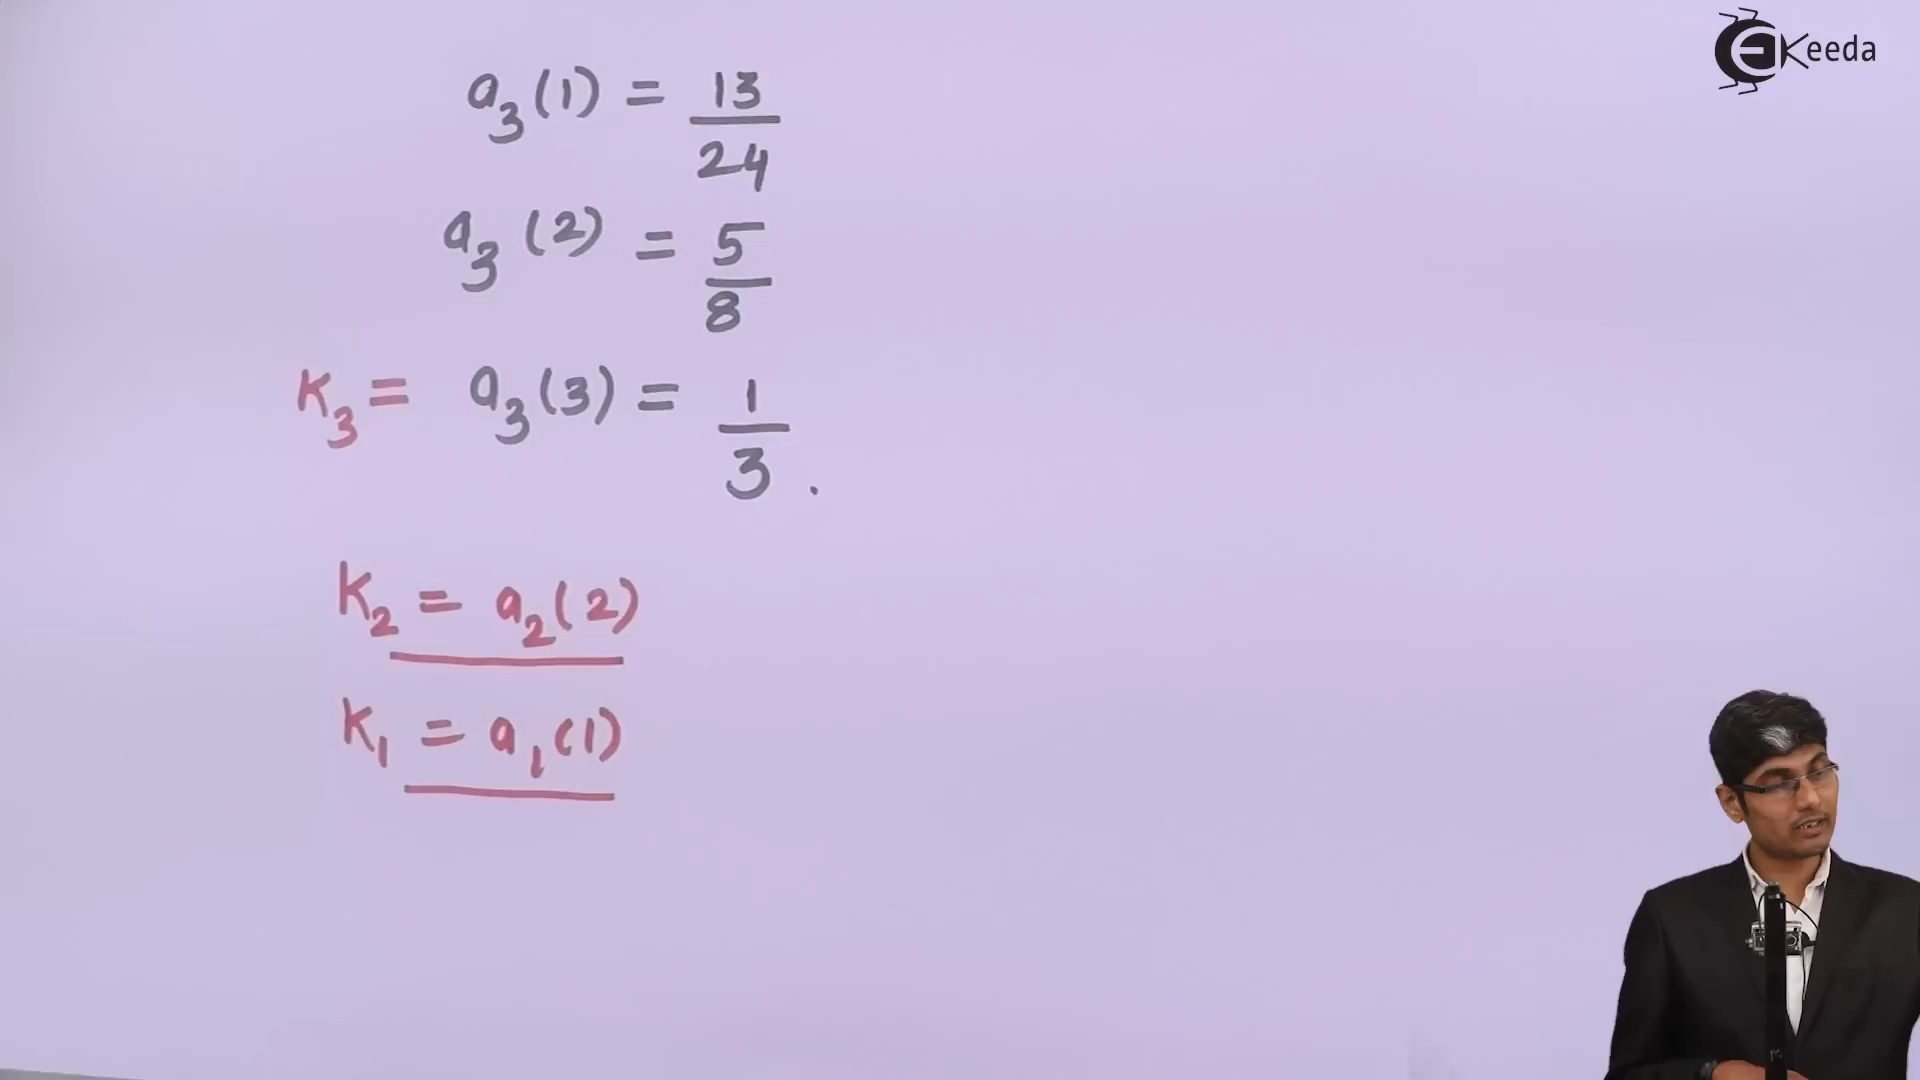 EKeeda
a₃(1) = 13/24
a₃(2) = 5/8
K₃ = a₃(3) = 1/3.
K₂ = a₂(2)
K₁ = a₁(1)